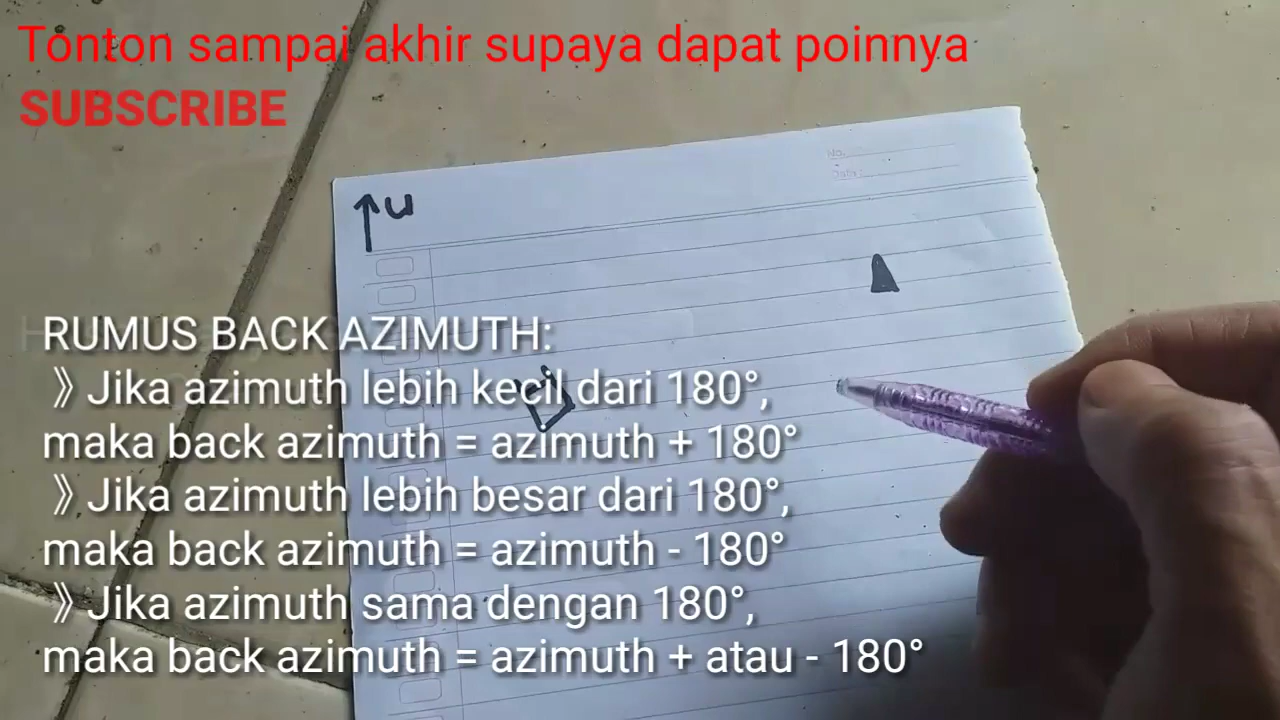 Tonton sampai akhir supaya dapat poinnya
SUBSCRIBE
No.
Date:
U
RUMUS BACK AZIMUTH:
》Jika azimuth lebih kecil dari 180°,
maka back azimuth = azimuth + 180°
》Jika azimuth lebih besar dari 180°,
maka back azimuth = azimuth - 180°
》Jika azimuth sama dengan 180°,
maka back azimuth = azimuth + atau - 180°